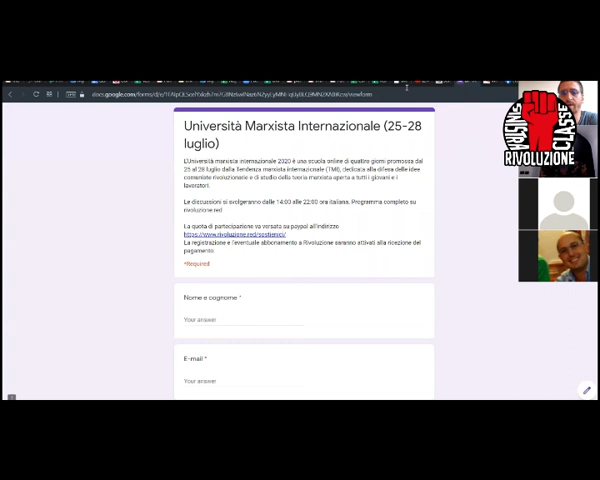 Università Marxista Internazionale (25-28
luglio)
L'Università marxista internazionale 2020 è una scuola online di quattro giorni promossa dal
25 al 28 luglio dalla Tendenza marxista internazionale (TMI), dedicata alla difesa delle idee
comuniste rivoluzionarie e di studio della teoria marxista aperta a tutti i giovani e i
lavoratori.
Le discussioni si svolgeranno dalle 14:00 alle 22:00 ora italiana. Programma completo su
rivoluzione.red
La quota di partecipazione va versata su paypal all'indirizzo
https://www.rivoluzione.red/sostienici/
La registrazione e l'eventuale abbonamento a Rivoluzione saranno attivati alla ricezione del
pagamento.
*Required
Nome e cognome *
Your answer
E-mail *
Your answer
SINISTRA
CLASSE
RIVOLUZIONE